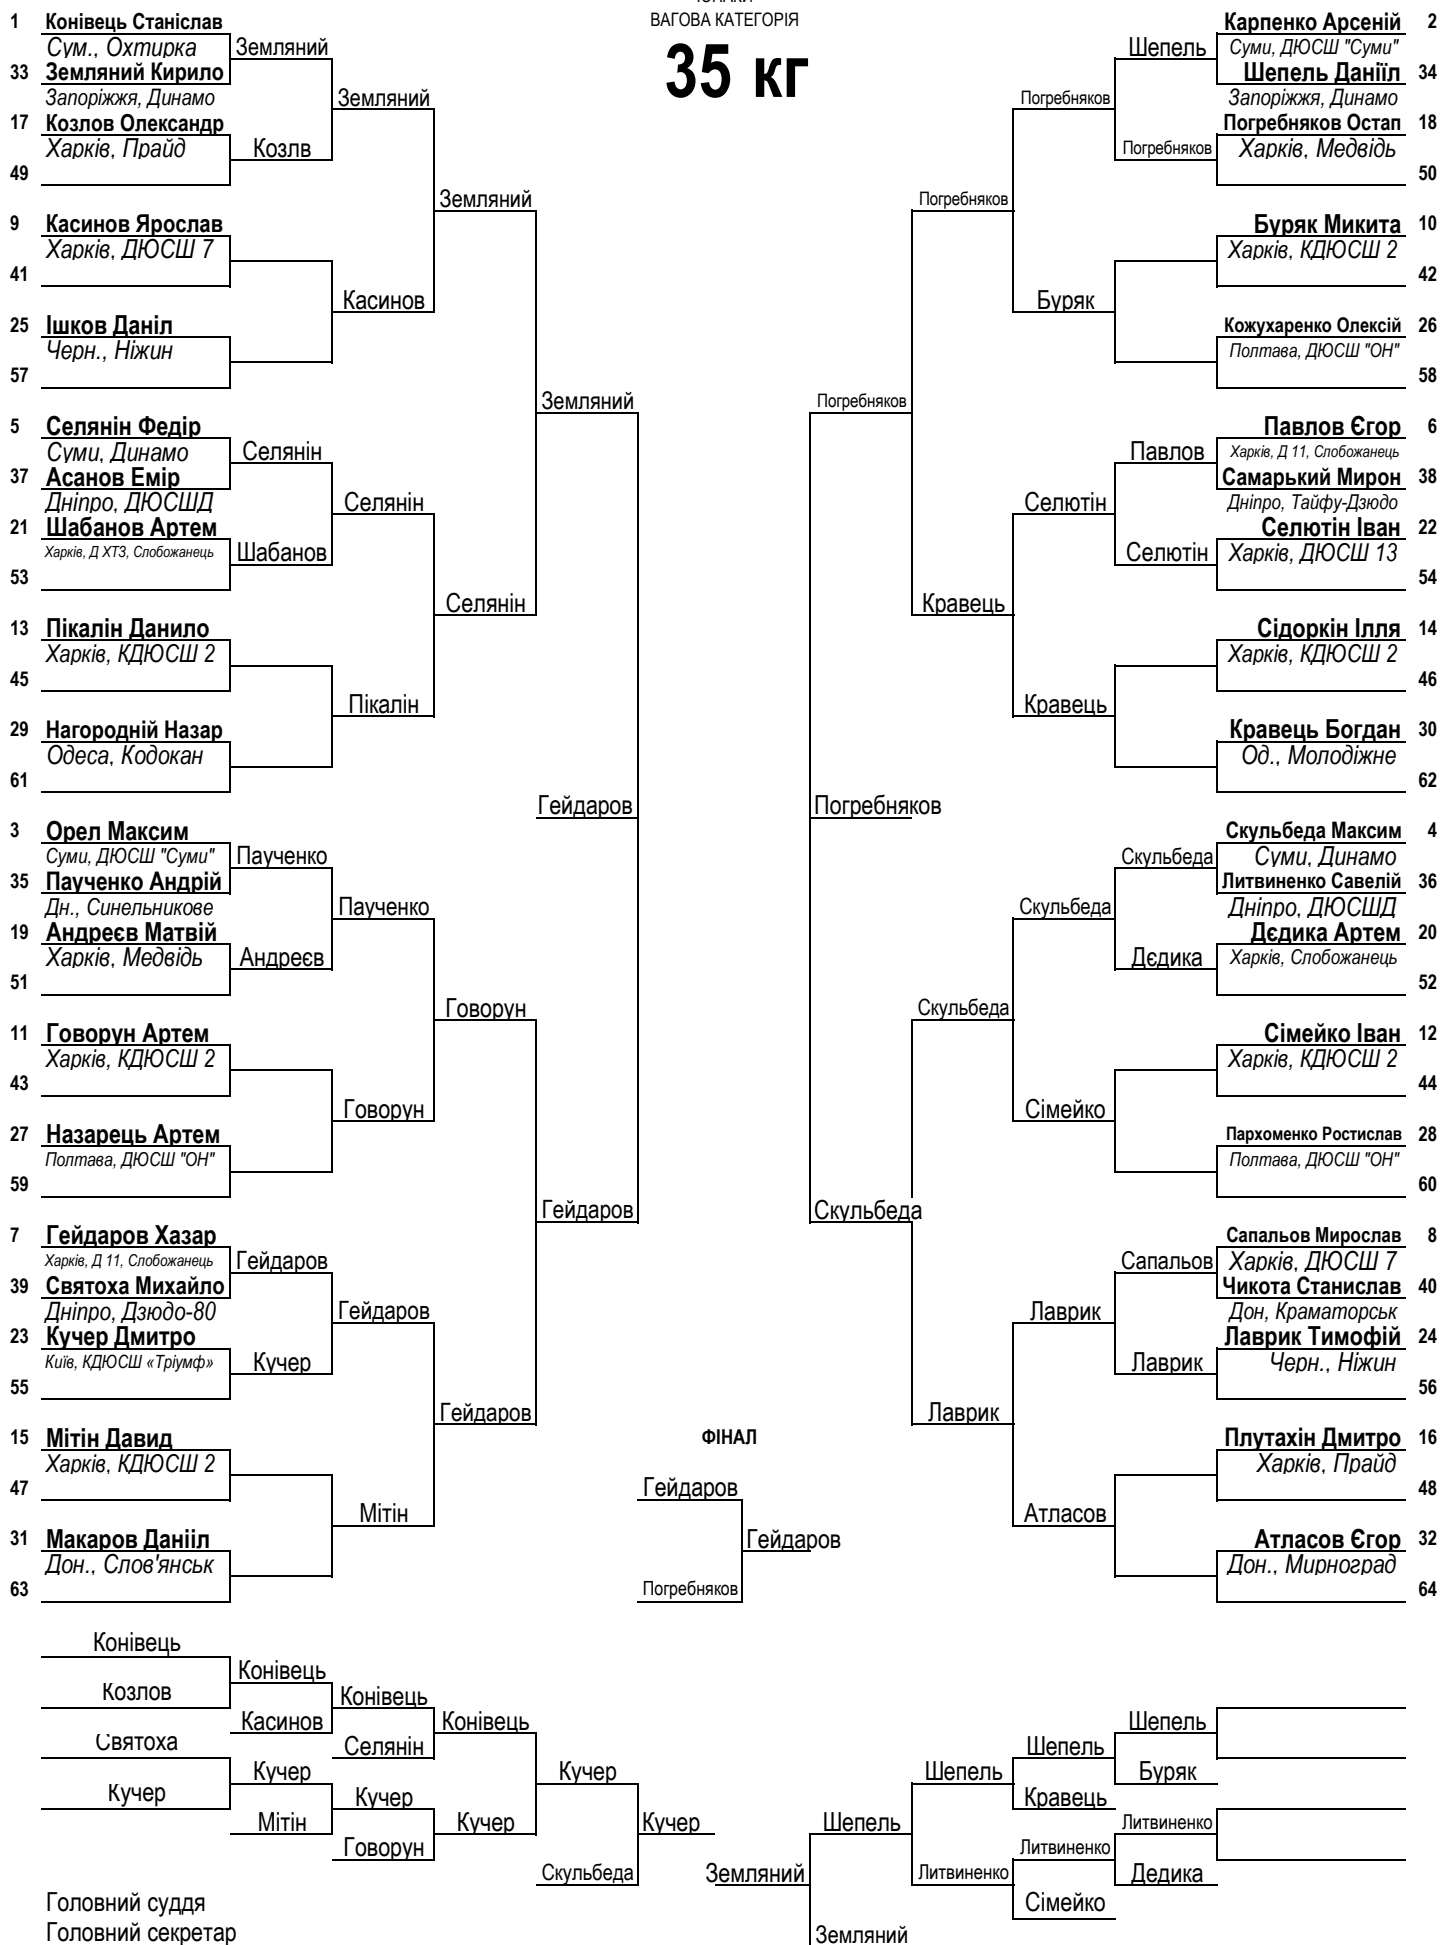 ВАГОВА КАТЕГОРІЯ
35 кг
1 Конівець Станіслав
Сум., Охтирка
Земляний
33 Земляний Кирило
Запоріжжя, Динамо
Земляний
17 Козлов Олександр
Харків, Прайд
Козлв
49
Земляний
9 Касинов Ярослав
Харків, ДЮСШ 7
41
Касинов
25 Ішков Даніл
Черн., Ніжин
57
Земляний
5 Селянін Федір
Суми, Динамо
Селянін
37 Асанов Емір
Дніпро, ДЮСШД
Селянін
21 Шабанов Артем
Харків, Д ХТЗ, Слобожанець
Шабанов
53
Селянін
13 Пікалін Данило
Харків, КДЮСШ 2
45
Пікалін
29 Нагородній Назар
Одеса, Кодокан
61
Гейдаров
3 Орел Максим
Суми, ДЮСШ "Суми"
Паученко
35 Паученко Андрій
Дн., Синельникове
Паученко
19 Андреєв Матвій
Харків, Медвідь
Андреєв
51
Говорун
11 Говорун Артем
Харків, КДЮСШ 2
43
Говорун
27 Назарець Артем
Полтава, ДЮСШ "ОН"
59
Гейдаров
7 Гейдаров Хазар
Харків, Д 11, Слобожанець
Гейдаров
39 Святоха Михайло
Дніпро, Дзюдо-80
Гейдаров
23 Кучер Дмитро
Київ, КДЮСШ «Тріумф»
Кучер
55
Гейдаров
15 Мітін Давид
Харків, КДЮСШ 2
47
Мітін
31 Макаров Данііл
Дон., Слов'янськ
63
Карпенко Арсеній 2
Шепель
Суми, ДЮСШ "Суми"
Шепель Данііл 34
Запоріжжя, Динамо
Погребняков
Погребняков Остап 18
Погребняков
Харків, Медвідь
50
Погребняков
Буряк Микита 10
Харків, КДЮСШ 2
42
Буряк
Кожухаренко Олексій 26
Полтава, ДЮСШ "ОН"
58
Погребняков
Павлов Єгор 6
Павлов
Харків, Д 11, Слобожанець
Самарький Мирон 38
Дніпро, Тайфу-Дзюдо
Селютін
Селютін Іван 22
Селютін
Харків, ДЮСШ 13
54
Кравець
Сідоркін Ілля 14
Харків, КДЮСШ 2
46
Кравець
Кравець Богдан 30
Од., Молодіжне
62
Погребняков
Скульбеда Максим 4
Скульбеда
Суми, Динамо
Литвиненко Савелій 36
Дніпро, ДЮСШД
Скульбеда
Дєдика Артем 20
Дєдика
Харків, Слобожанець
52
Скульбеда
Сімейко Іван 12
Харків, КДЮСШ 2
44
Сімейко
Пархоменко Ростислав 28
Полтава, ДЮСШ "ОН"
60
Скульбеда
Сапальов Мирослав 8
Сапальов
Харків, ДЮСШ 7
Чикота Станислав 40
Дон, Краматорськ
Лаврик
Лаврик Тимофій 24
Лаврик
Черн., Ніжин
56
Лаврик
Плутахін Дмитро 16
Харків, Прайд
48
Атласов
Атласов Єгор 32
Дон., Мирноград
64
ФІНАЛ
Гейдаров
Гейдаров
Погребняков
Конівець
Конівець
Козлов
Конівець
Касинов
Конівець
Святоха
Селянін
Кучер
Кучер
Кучер
Кучер
Мітін
Кучер
Кучер
Говорун
Скульбеда
Шепель
Шепель
Шепель
Буряк
Кравець
Шепель
Литвиненко
Литвиненко
Земляний
Литвиненко
Дедика
Сімейко
Земляний
Головний суддя
Головний секретар